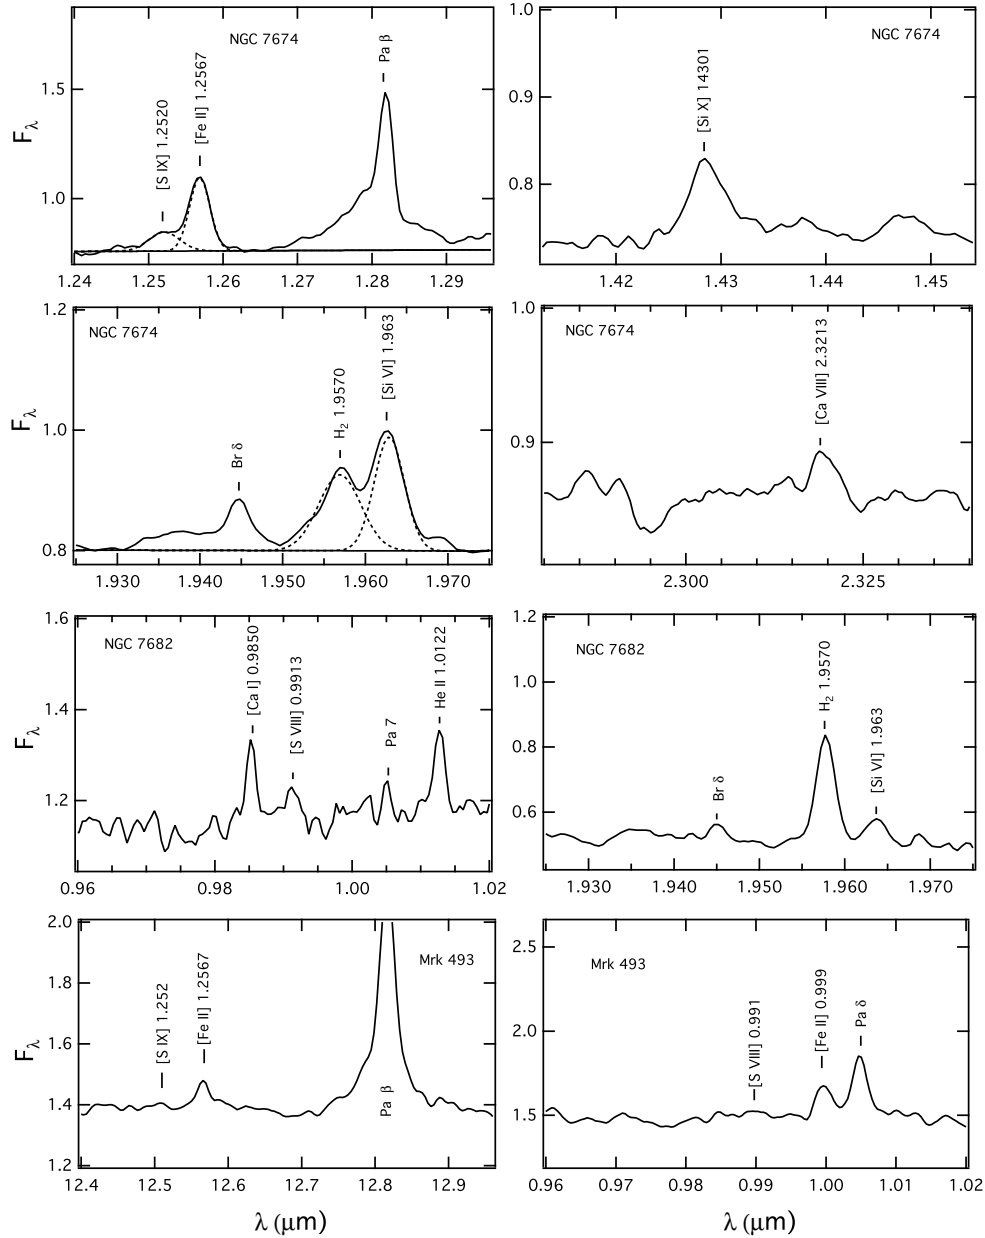 NGC 7674
[S IX] 1.2520
[Fe II] 1.2567
Pa β
1.5
1.0
Fλ
1.24
1.25
1.26
1.27
1.28
1.29
NGC 7674
[Si X] 14301
1.0
0.9
0.8
1.42
1.43
1.44
1.45
NGC 7674
Br δ
H2 1.9570
[Si VI] 1.963
1.2
1.0
0.8
Fλ
1.930
1.940
1.950
1.960
1.970
NGC 7674
[Ca VIII] 2.3213
1.0
0.9
2.300
2.325
NGC 7682
[Ca I] 0.9850
[S VIII] 0.9913
Pa 7
He II 1.0122
1.6
1.4
1.2
Fλ
0.96
0.98
1.00
1.02
NGC 7682
Br δ
H2 1.9570
[Si VI] 1.963
1.2
1.0
0.8
0.6
1.930
1.940
1.950
1.960
1.970
Mrk 493
[S IX] 1.252
[Fe II] 1.2567
Pa β
2.0
1.8
1.6
1.4
1.2
Fλ
12.4
12.5
12.6
12.7
12.8
12.9
λ (μm)
Mrk 493
[S VIII] 0.991
[Fe II] 0.999
Pa δ
2.5
2.0
1.5
0.96
0.97
0.98
0.99
1.00
1.01
1.02
λ (μm)